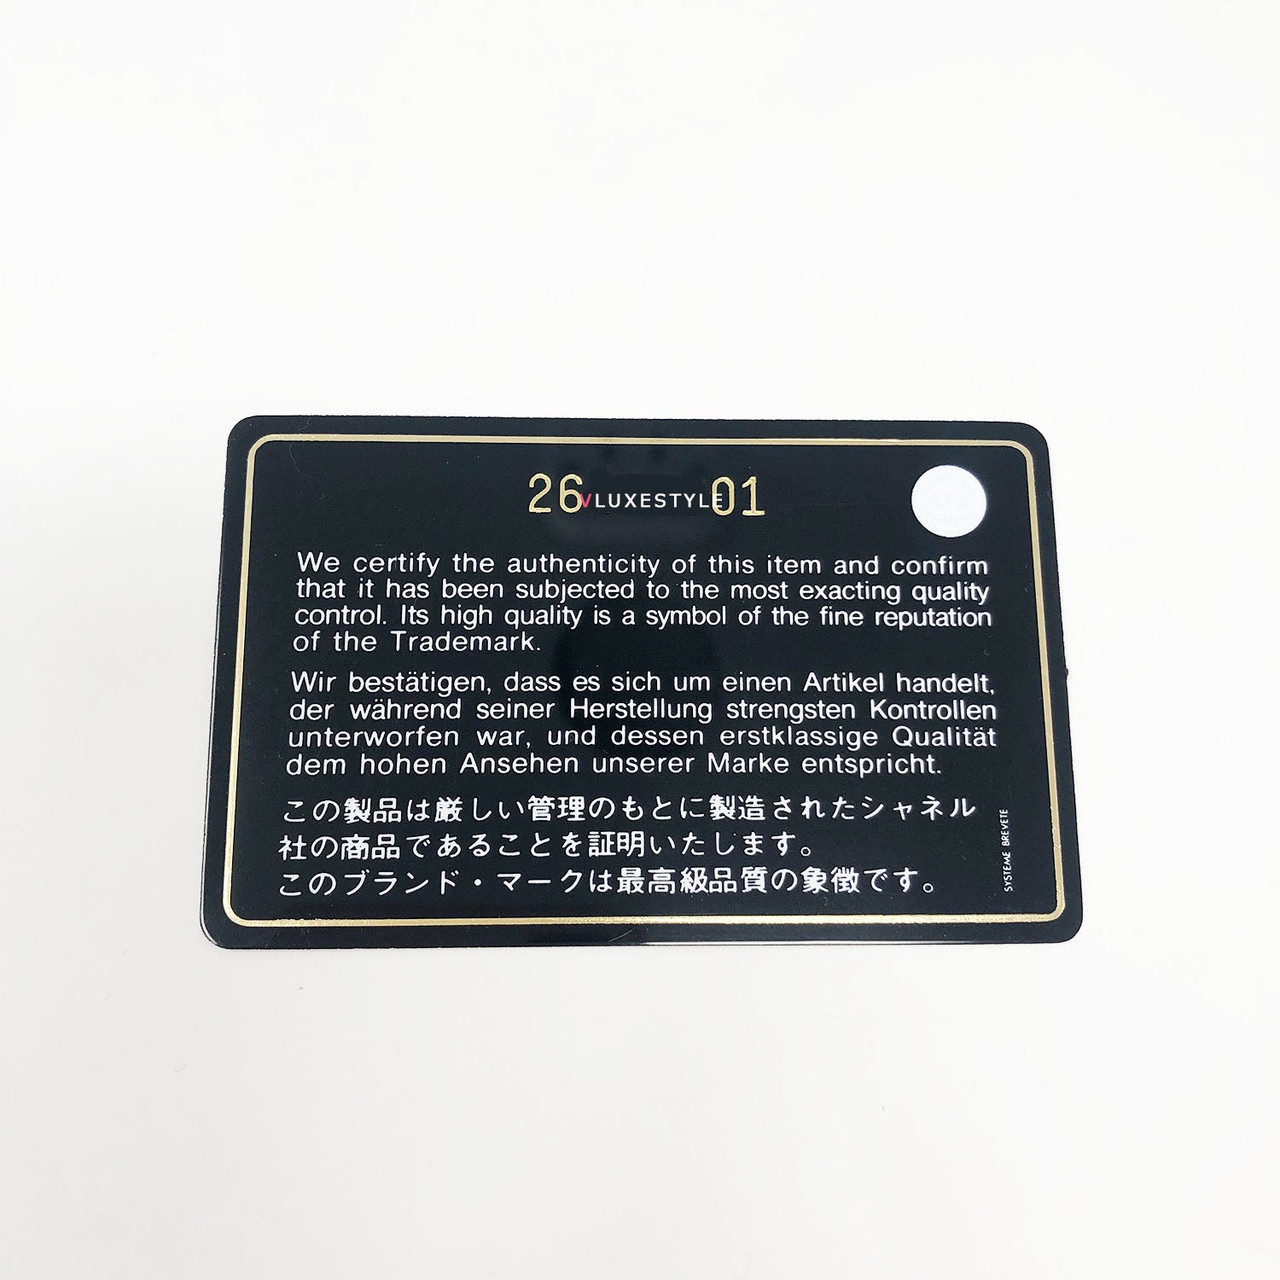 26VLUXESTYLE01
We certify the authenticity of this item and confirm
that it has been subjected to the most exacting quality
control. Its high quality is a symbol of the fine reputation
of the Trademark.
Wir bestätigen, dass es sich um einen Artikel handelt,
der während seiner Herstellung strengsten Kontrollen
unterworfen war, und dessen erstklassige Qualität
dem hohen Ansehen unserer Marke entspricht.
この製品は厳しい管理のもとに製造されたシャネル
社の商品であることを証明いたします。
このブランド・マークは最高級品質の象徴です。
SYSTEME BREVETE